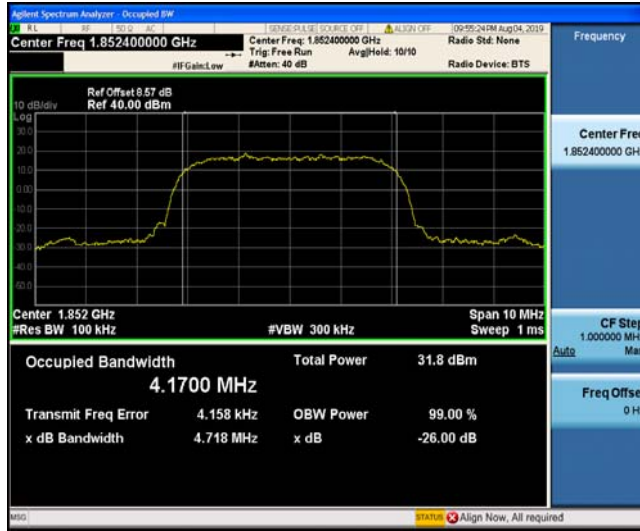 Agilent Spectrum Analyzer - Occupied BW
RL RF 50 Ω AC SENSE:PULSE SOURCE OFF ALIGN OFF 09:55:24 PM Aug 04, 2019
Center Freq 1.852400000 GHz
Center Freq: 1.852400000 GHz
Radio Std: None
Trig: Free Run Avg|Hold: 10/10
#IFGain:Low #Atten: 40 dB Radio Device: BTS
Frequency
Ref Offset 8.57 dB
10 dB/div Ref 40.00 dBm
Log
30.0
20.0
10.0
0.00
-10.0
-20.0
-30.0
-40.0
-50.0
Center 1.852 GHz Span 10 MHz
#Res BW 100 kHz #VBW 300 kHz Sweep 1 ms
Center Fre
1.852400000 GH
CF Step
1.000000 MH
Auto Ma
Freq Offse
0 H
Occupied Bandwidth Total Power 31.8 dBm
4.1700 MHz
Transmit Freq Error 4.158 kHz OBW Power 99.00 %
x dB Bandwidth 4.718 MHz x dB -26.00 dB
MSG STATUS Align Now, All required